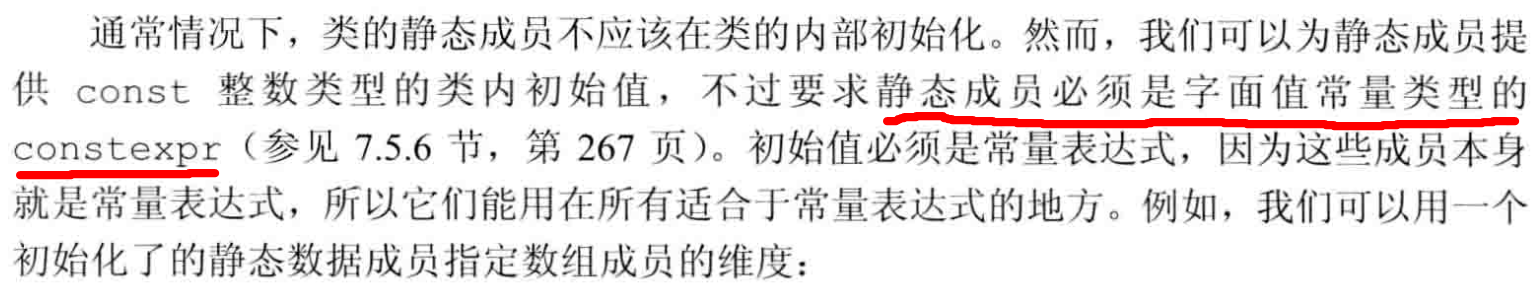 通常情况下，类的静态成员不应该在类的内部初始化。然而，我们可以为静态成员提
供 const 整数类型的类内初始值，不过要求静态成员必须是字面值常量类型的
constexpr（参见 7.5.6 节，第 267 页）。初始值必须是常量表达式，因为这些成员本身
就是常量表达式，所以它们能用在所有适合于常量表达式的地方。例如，我们可以用一个
初始化了的静态数据成员指定数组成员的维度：